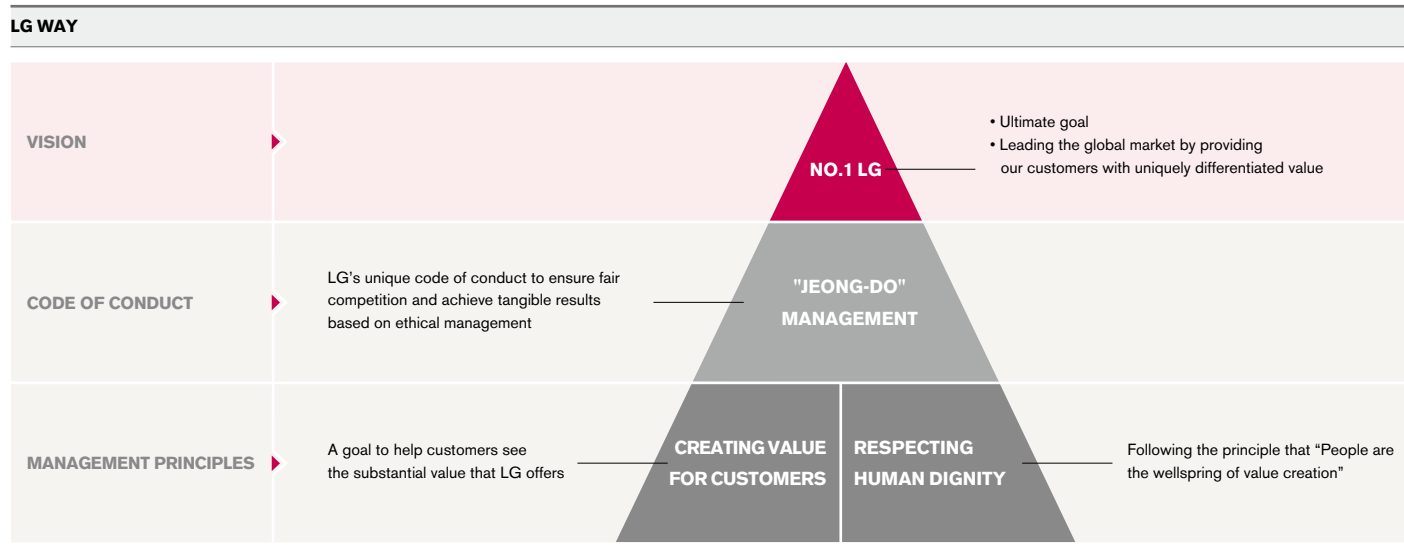 LG WAY
VISION
NO.1 LG
• Ultimate goal
• Leading the global market by providing
our customers with uniquely differentiated value
CODE OF CONDUCT
LG’s unique code of conduct to ensure fair
competition and achieve tangible results
based on ethical management
"JEONG-DO"
MANAGEMENT
MANAGEMENT PRINCIPLES
A goal to help customers see
the substantial value that LG offers
CREATING VALUE
FOR CUSTOMERS
RESPECTING
HUMAN DIGNITY
Following the principle that “People are
the wellspring of value creation”